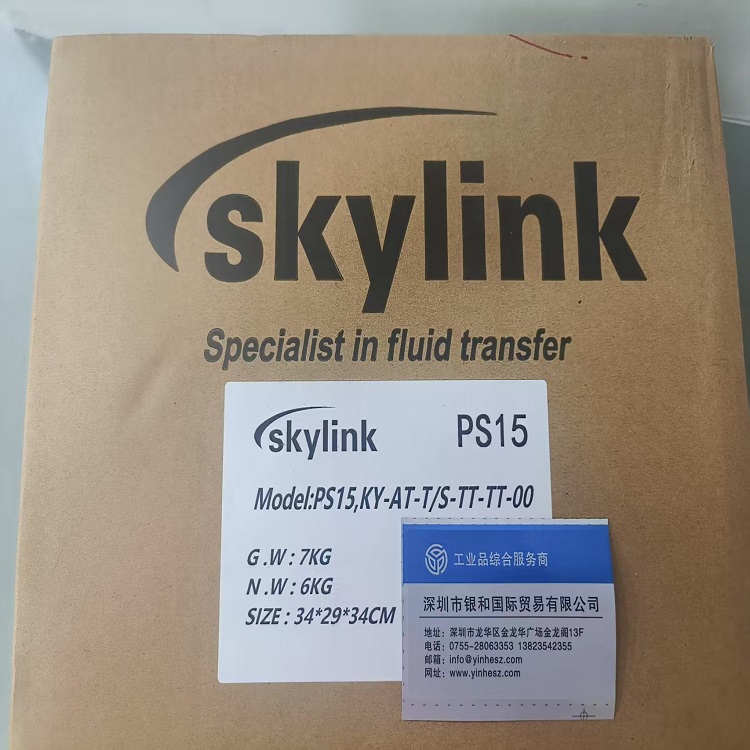 skylink
Specialist in fluid transfer
skylink PS15
Model:PS15,KY-AT-T/S-TT-TT-00
G.W:7KG
N.W:6KG
SIZE:34*29*34CM
工业品综合服务商
深圳市银和国际贸易有限公司
地址:深圳市龙华区金龙华广场金龙阁13F
电话:0755-28063353 13823542355
邮箱:info@yinhesz.com
网址:www.yinhesz.com